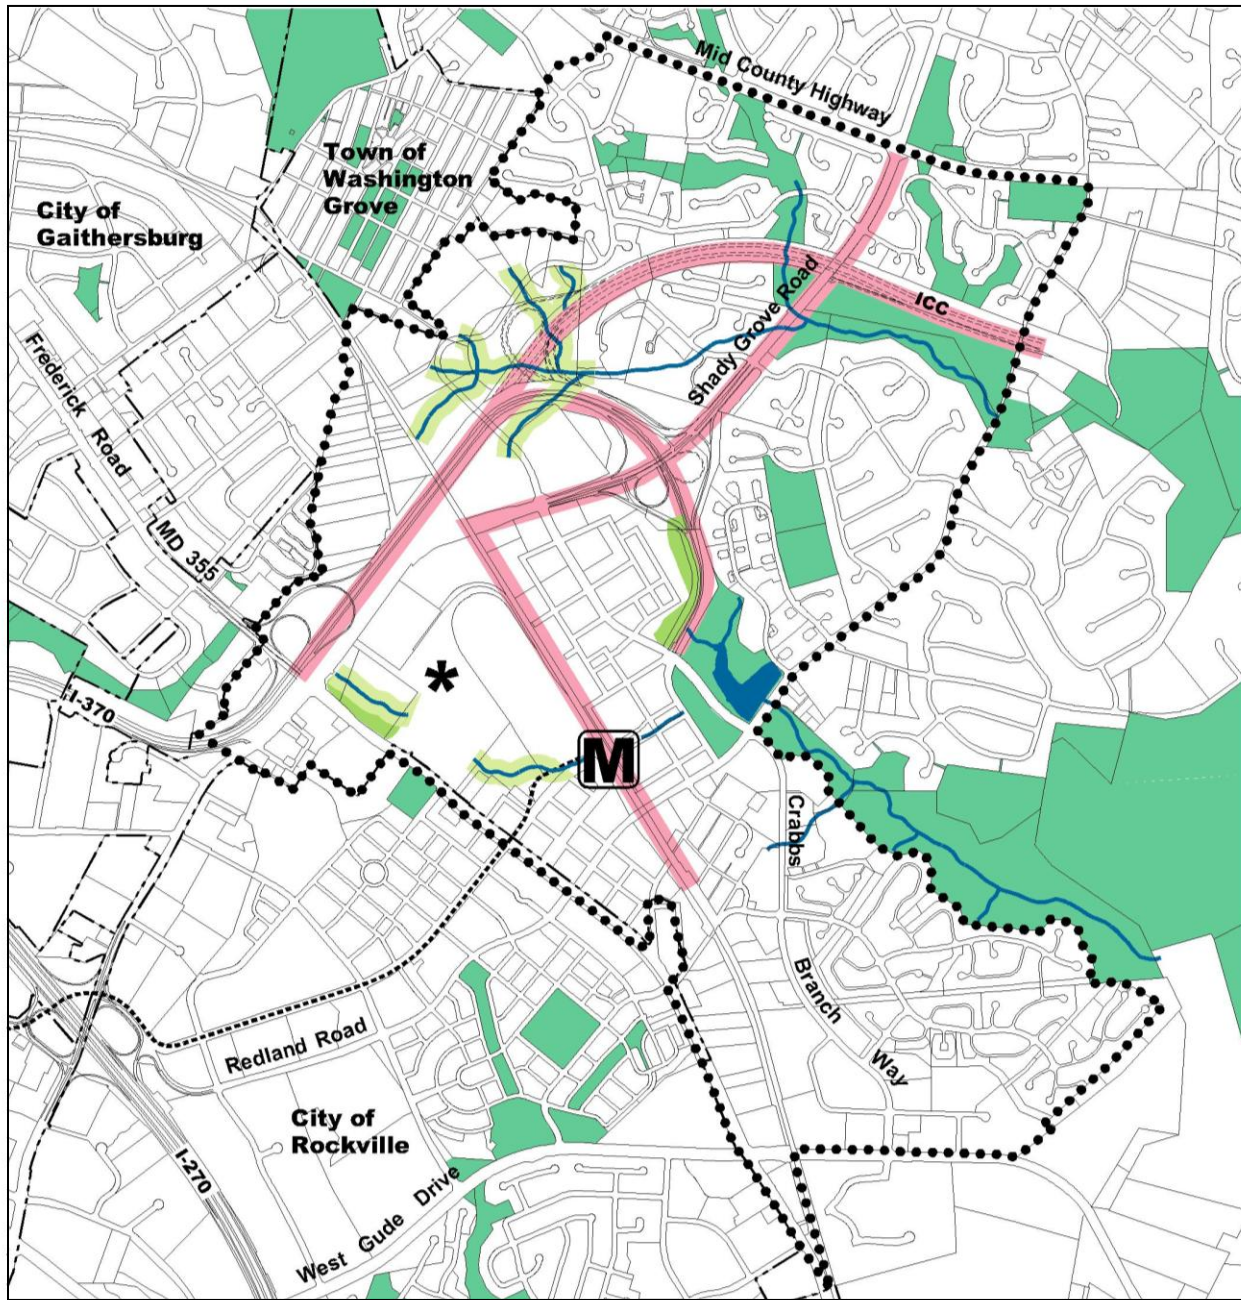 Mid County Highway
Town of
Washington
Grove
City of
Gaithersburg
ICC
Shady Grove Road
Frederick Road
MD 355
*
I-370
M
Crabbs
Branch
Way
Redland Road
City of
Rockville
I-270
West Gude Drive